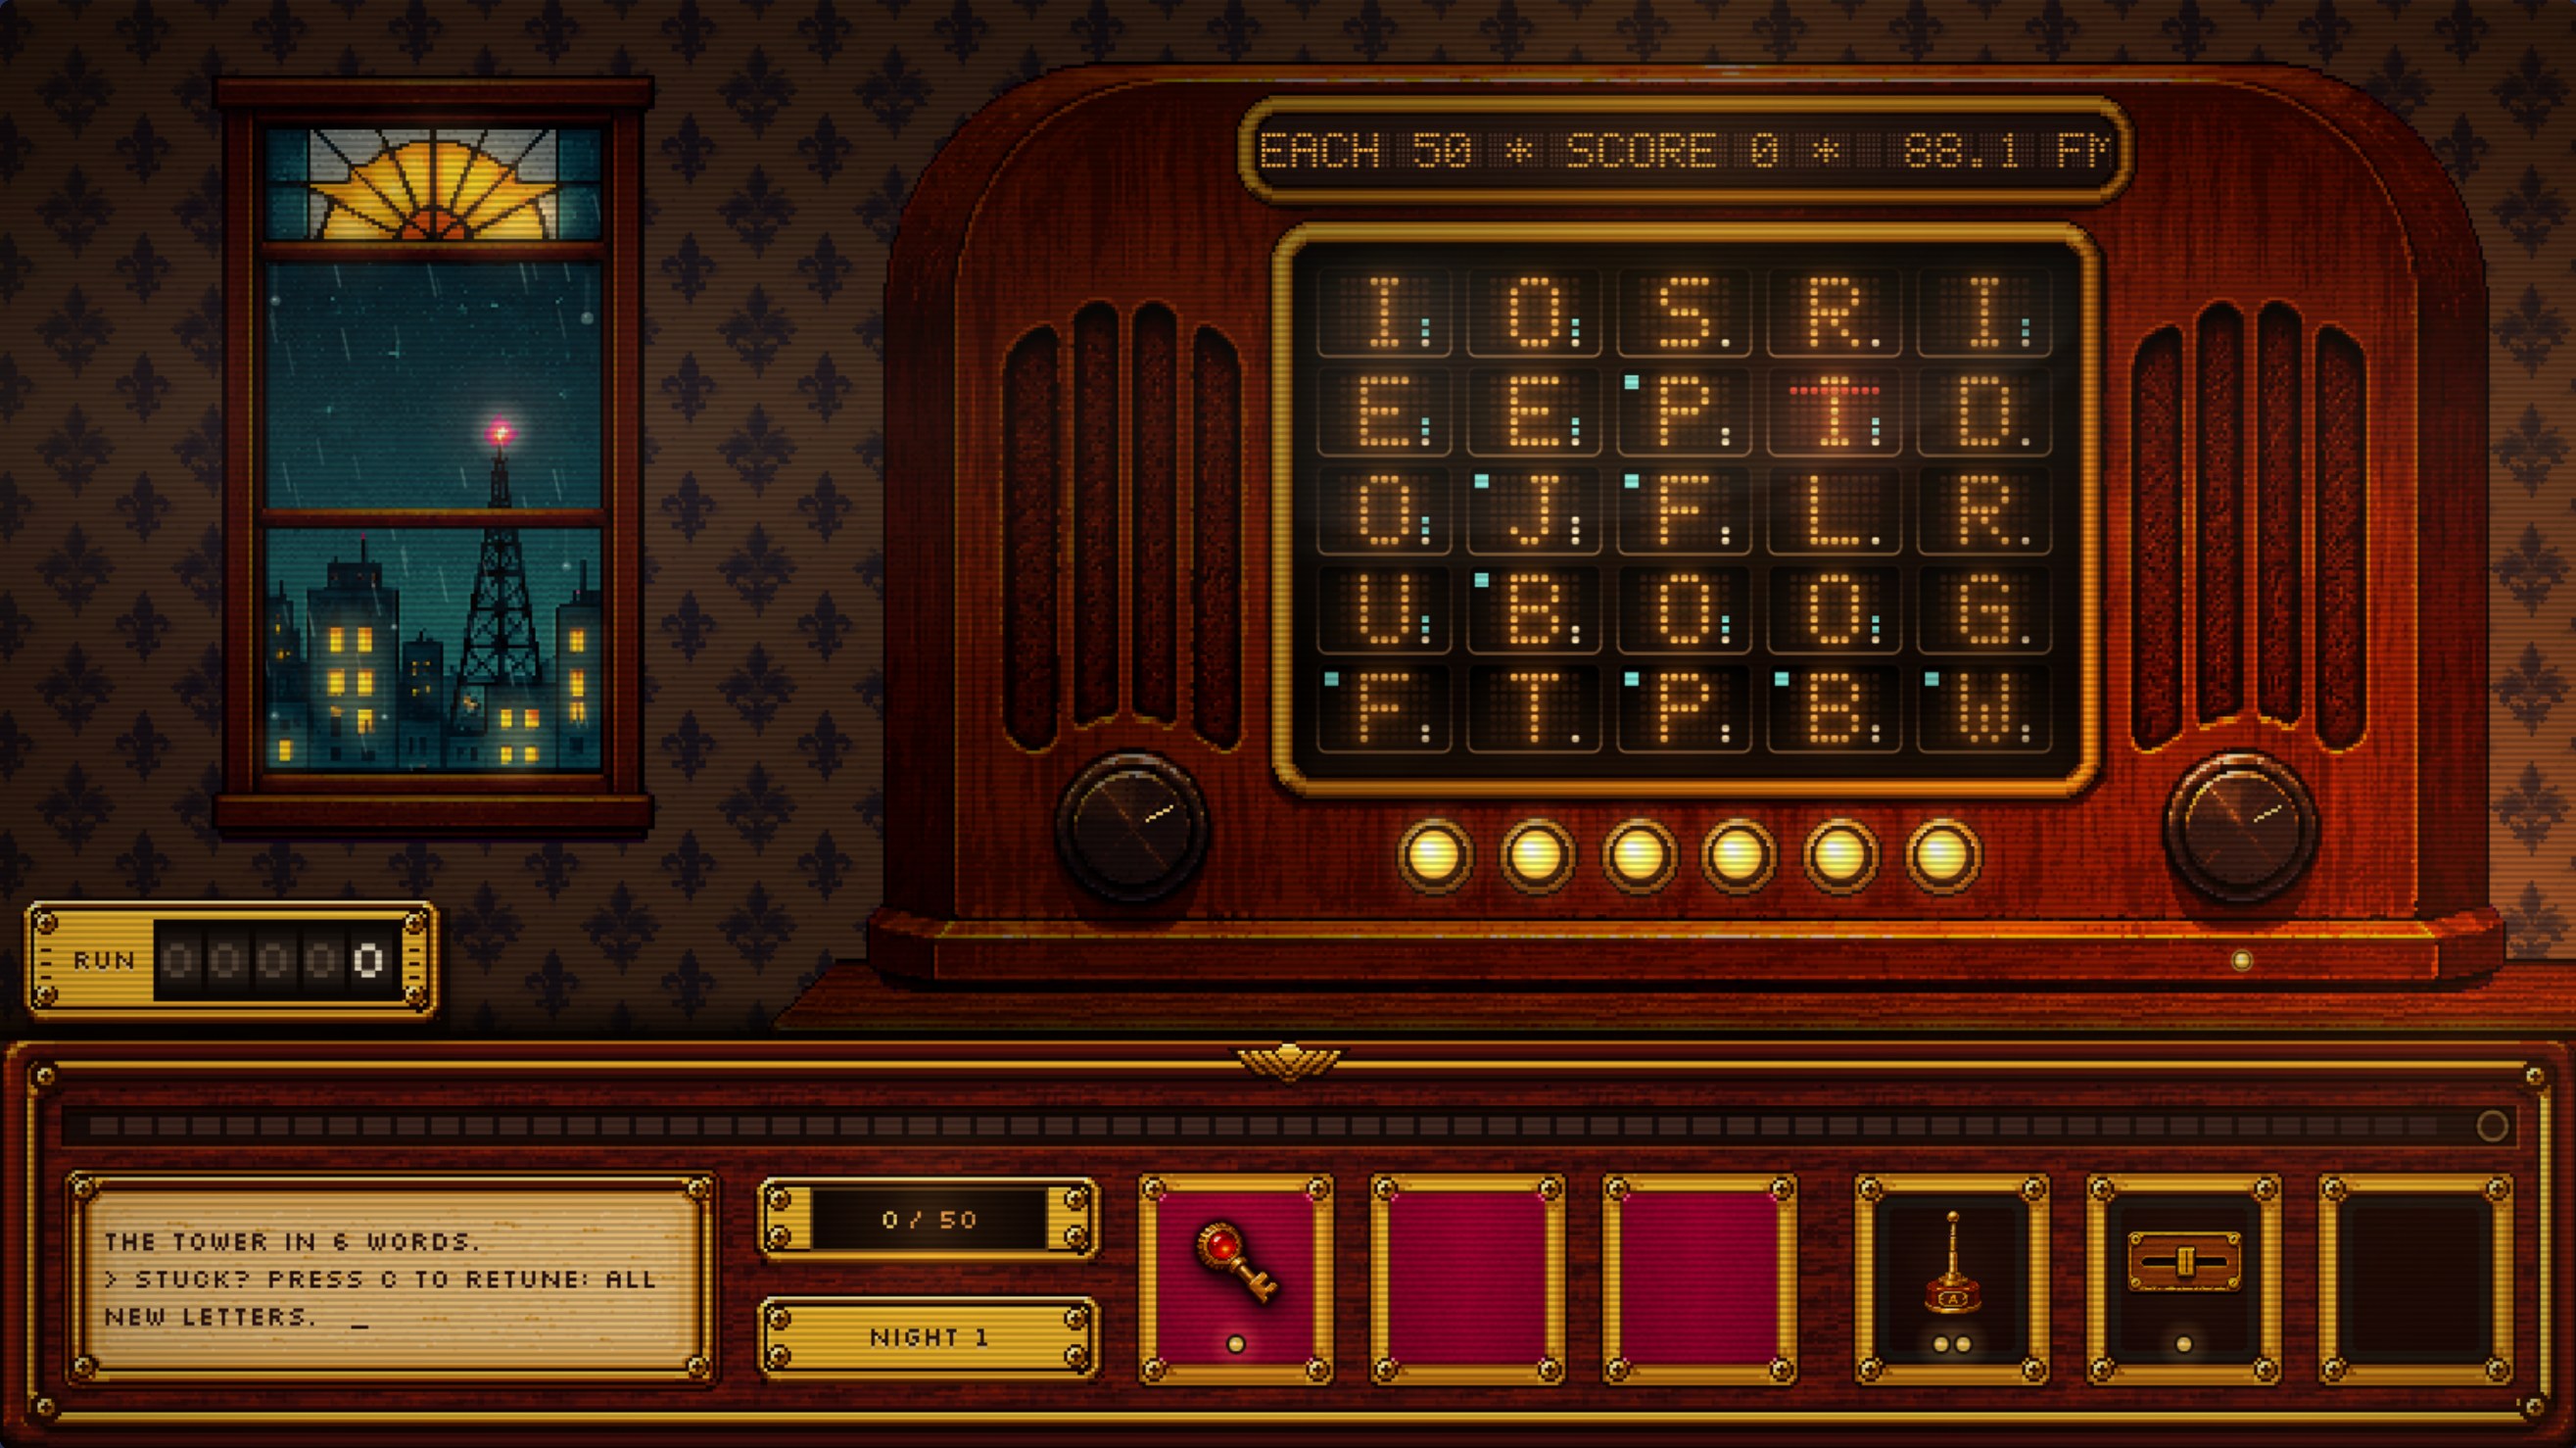 EACH 50 * SCORE 0 * 88.1 FM
I O S R I
E E P I D
O J F L R
U B O O G
F T P B W
RUN 00000
THE TOWER IN 6 WORDS.
> STUCK? PRESS C TO RETUNE: ALL
NEW LETTERS. _
0 / 50
NIGHT 1
A